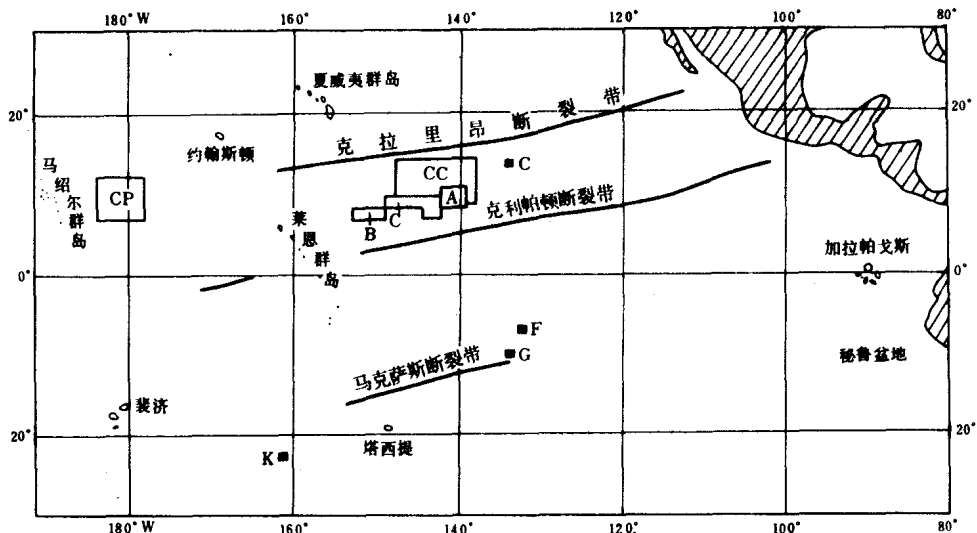 180° W
160°
140°
120°
100°
80°
夏威夷群岛
20°
20°
克拉里昂断裂带
约翰斯顿
C
马绍尔群岛
CC
CP
A
克利帕顿断裂带
B
C
莱恩群岛
加拉帕戈斯
0°
0°
F
G
秘鲁盆地
马克萨斯断裂带
裴济
20°
塔西提
20°
K
180° W
160°
140°
120°
100°
80°